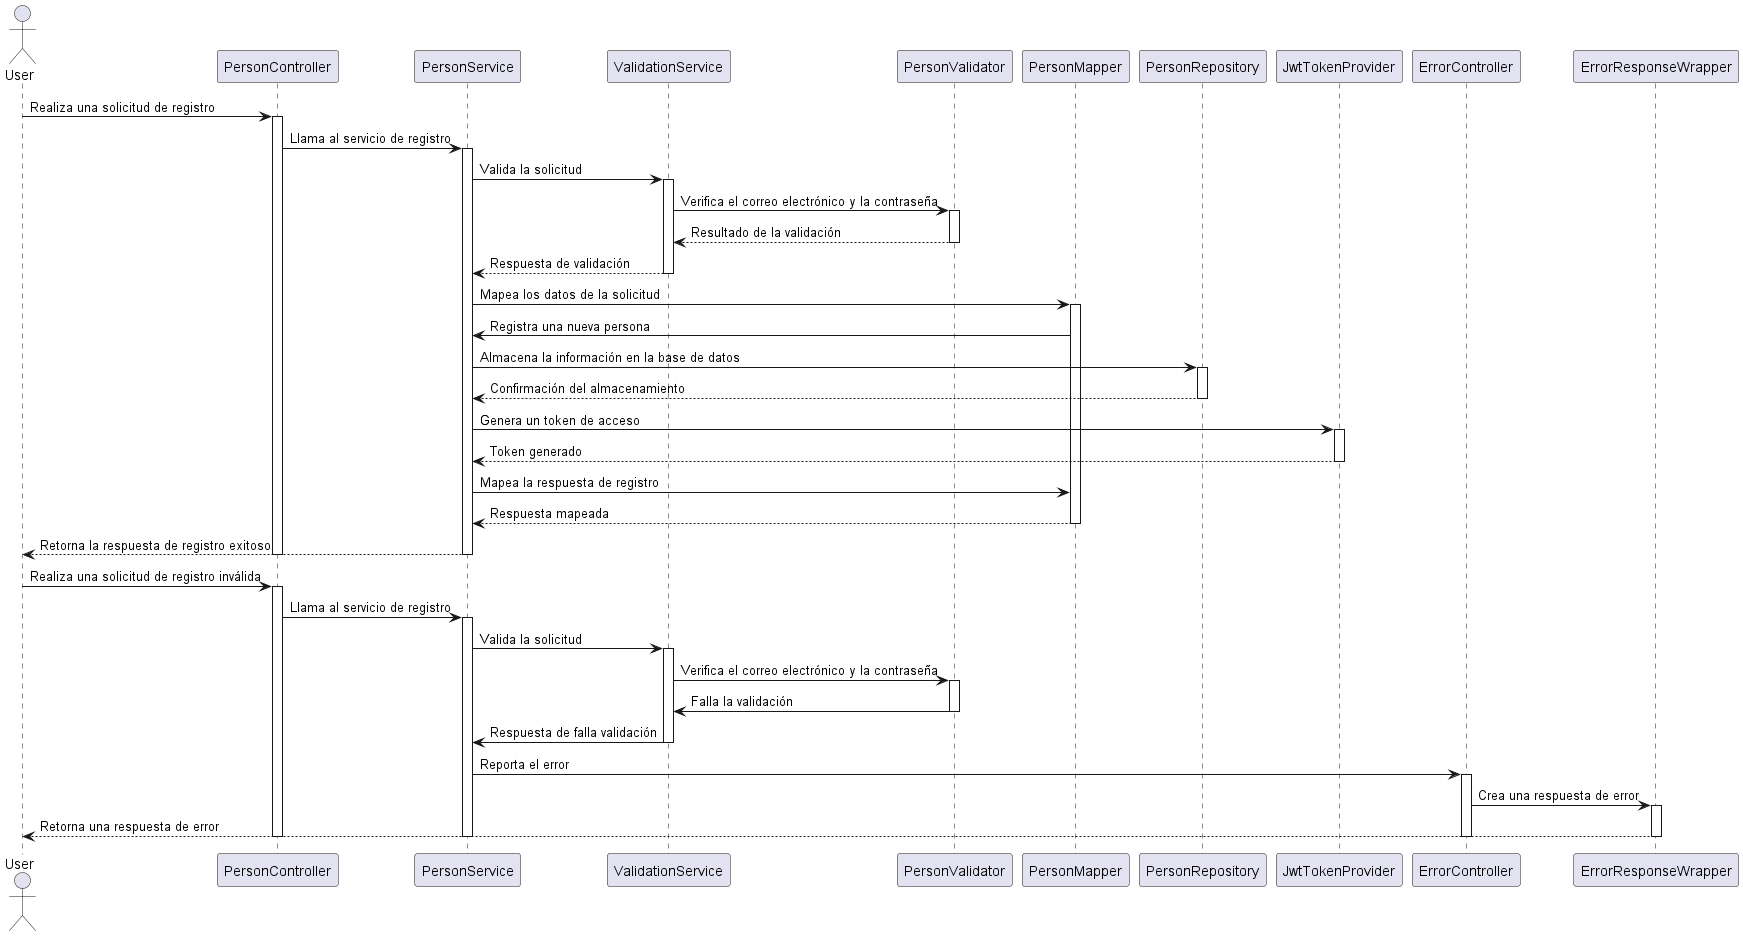 User
PersonController
PersonService
ValidationService
PersonValidator
PersonMapper
PersonRepository
JwtTokenProvider
ErrorController
ErrorResponseWrapper
Realiza una solicitud de registro
Llama al servicio de registro
Valida la solicitud
Verifica el correo electrónico y la contraseña
Resultado de la validación
Respuesta de validación
Mapea los datos de la solicitud
Registra una nueva persona
Almacena la información en la base de datos
Confirmación del almacenamiento
Genera un token de acceso
Token generado
Mapea la respuesta de registro
Respuesta mapeada
Retorna la respuesta de registro exitoso
Realiza una solicitud de registro inválida
Llama al servicio de registro
Valida la solicitud
Verifica el correo electrónico y la contraseña
Falla la validación
Respuesta de falla validación
Reporta el error
Crea una respuesta de error
Retorna una respuesta de error
User
PersonController
PersonService
ValidationService
PersonValidator
PersonMapper
PersonRepository
JwtTokenProvider
ErrorController
ErrorResponseWrapper